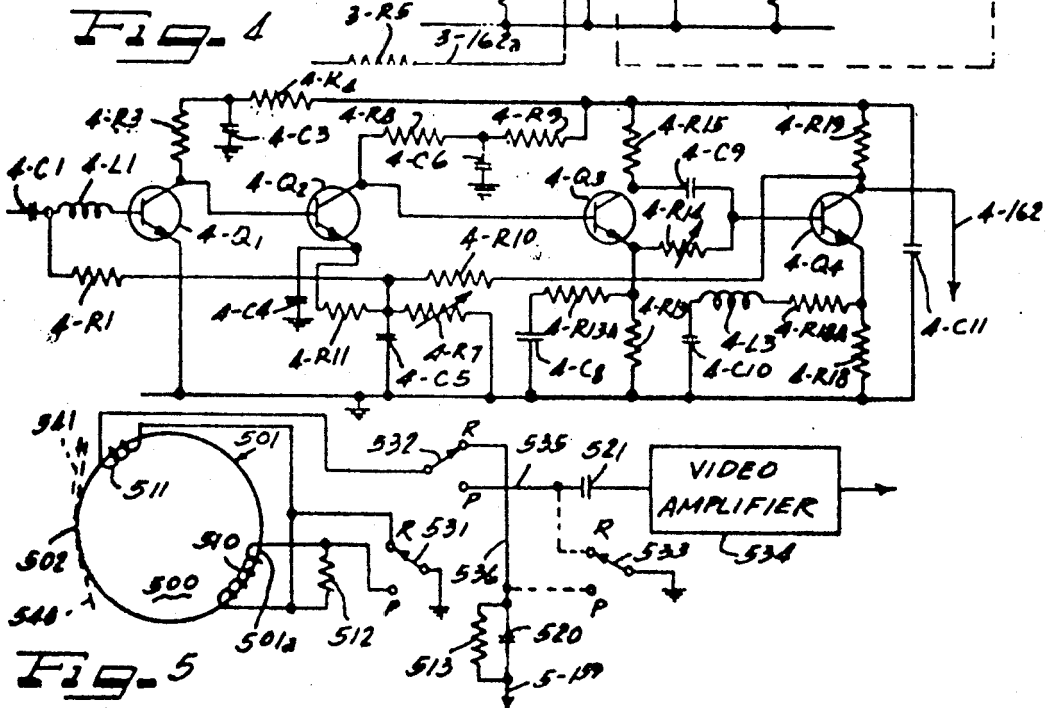 Fig. 4
3-R5
3-162a
4-R4
4-R3
4-C3
4-R8
4-R9
4-R15
4-R19
4-C1
4-L1
4-C6
4-C9
4-Q2
4-Q3
4-R14
4-Q1
4-R10
4-162
4-Q4
4-R1
4-C4
4-R11
4-R7
4-C5
4-R13A
4-R13
4-C8
4-L3
4-C10
4-R18A
4-R18
4-C11
541
501
511
532
R
535
521
P
VIDEO
AMPLIFIER
534
502
510
500
R
531
536
R
533
540
501a
512
P
P
513
520
5-159
Fig. 5